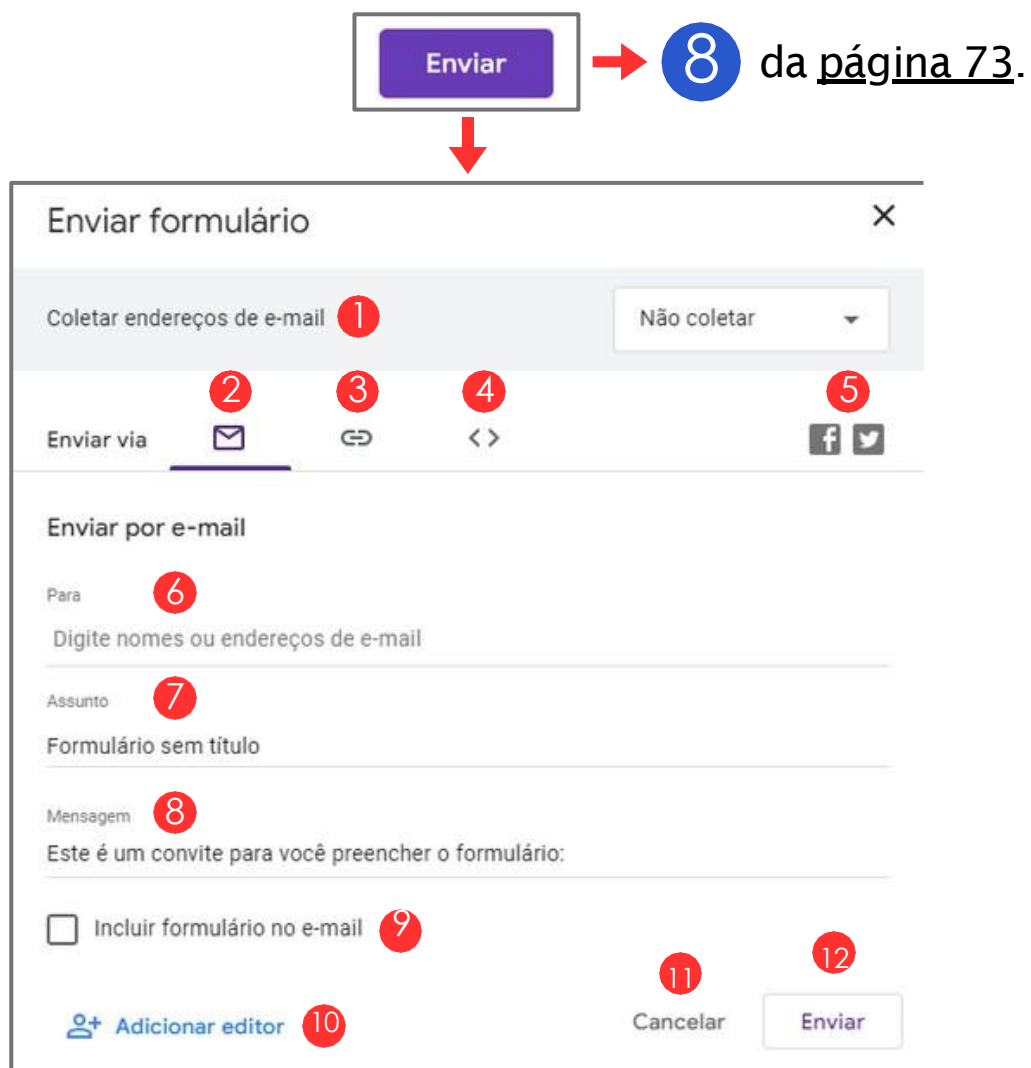 Enviar 8 da página 73.
Enviar formulário
Coletar endereços de e-mail 1 Não coletar
2 3 4 5
Enviar via
Enviar por e-mail
Para 6
Digite nomes ou endereços de e-mail
Assunto 7
Formulário sem título
Mensagem 8
Este é um convite para você preencher o formulário:
Incluir formulário no e-mail 9
Adicionar editor 10 11 Cancelar 12 Enviar